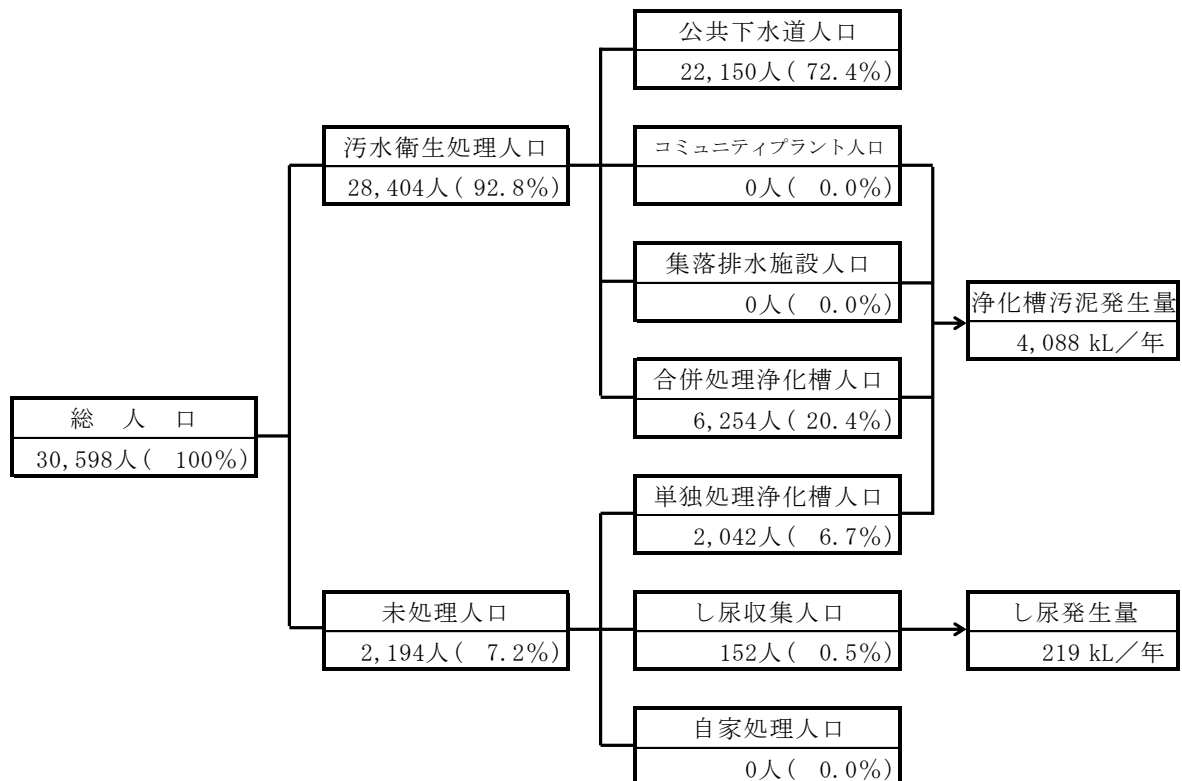 公共下水道人口
22,150人( 72.4%)
汚水衛生処理人口
28,404人( 92.8%)
コミュニティプラント人口
0人( 0.0%)
集落排水施設人口
0人( 0.0%)
浄化槽汚泥発生量
4,088 kL／年
合併処理浄化槽人口
6,254人( 20.4%)
総 人 口
30,598人( 100%)
単独処理浄化槽人口
2,042人( 6.7%)
未処理人口
2,194人( 7.2%)
し尿収集人口
152人( 0.5%)
し尿発生量
219 kL／年
自家処理人口
0人( 0.0%)